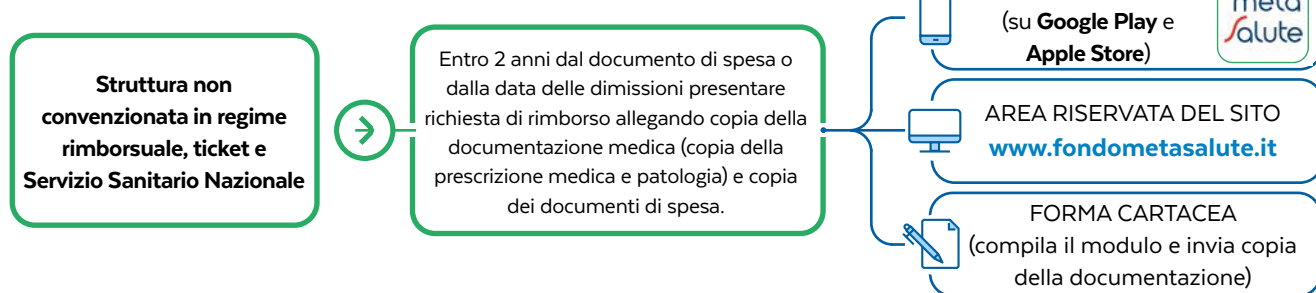 Struttura non
convenzionata in regime
rimborsuale, ticket e
Servizio Sanitario Nazionale
Entro 2 anni dal documento di spesa o
dalla data delle dimissioni presentare
richiesta di rimborso allegando copia della
documentazione medica (copia della
prescrizione medica e patologia) e copia
dei documenti di spesa.
(su Google Play e
Apple Store)
meta
Salute
AREA RISERVATA DEL SITO
www.fondometasalute.it
FORMA CARTACEA
(compila il modulo e invia copia
della documentazione)